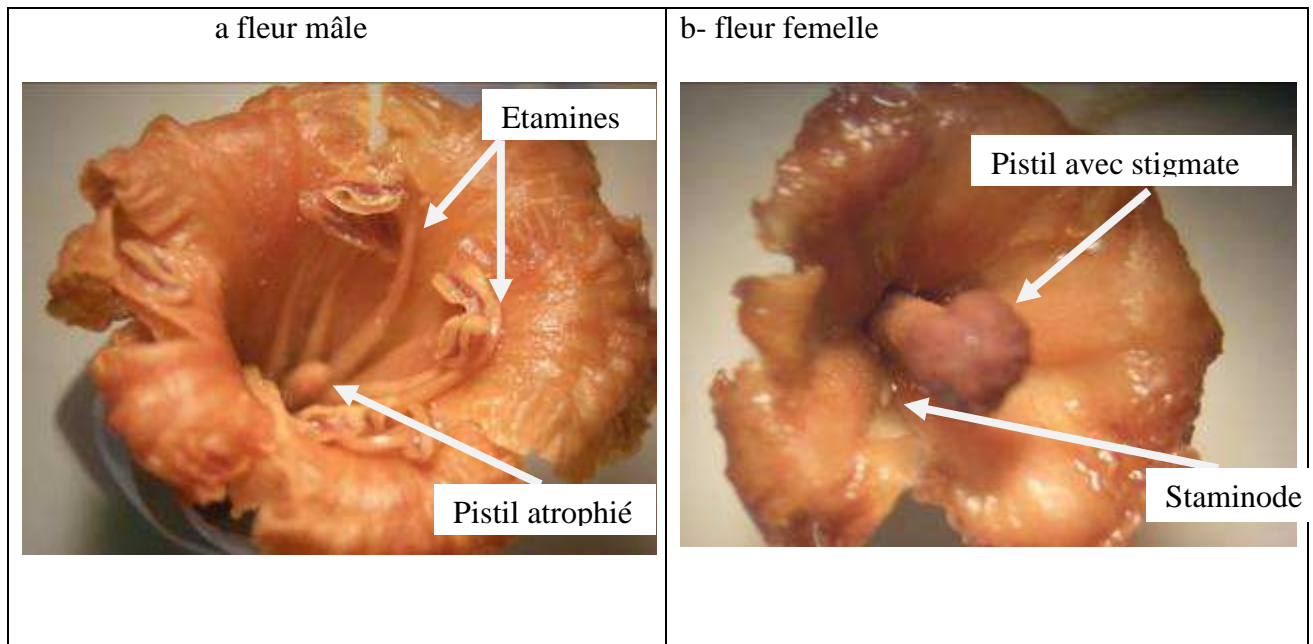 a fleur mâle
b- fleur femelle
Etamines
Pistil atrophié
Pistil avec stigmate
Staminode